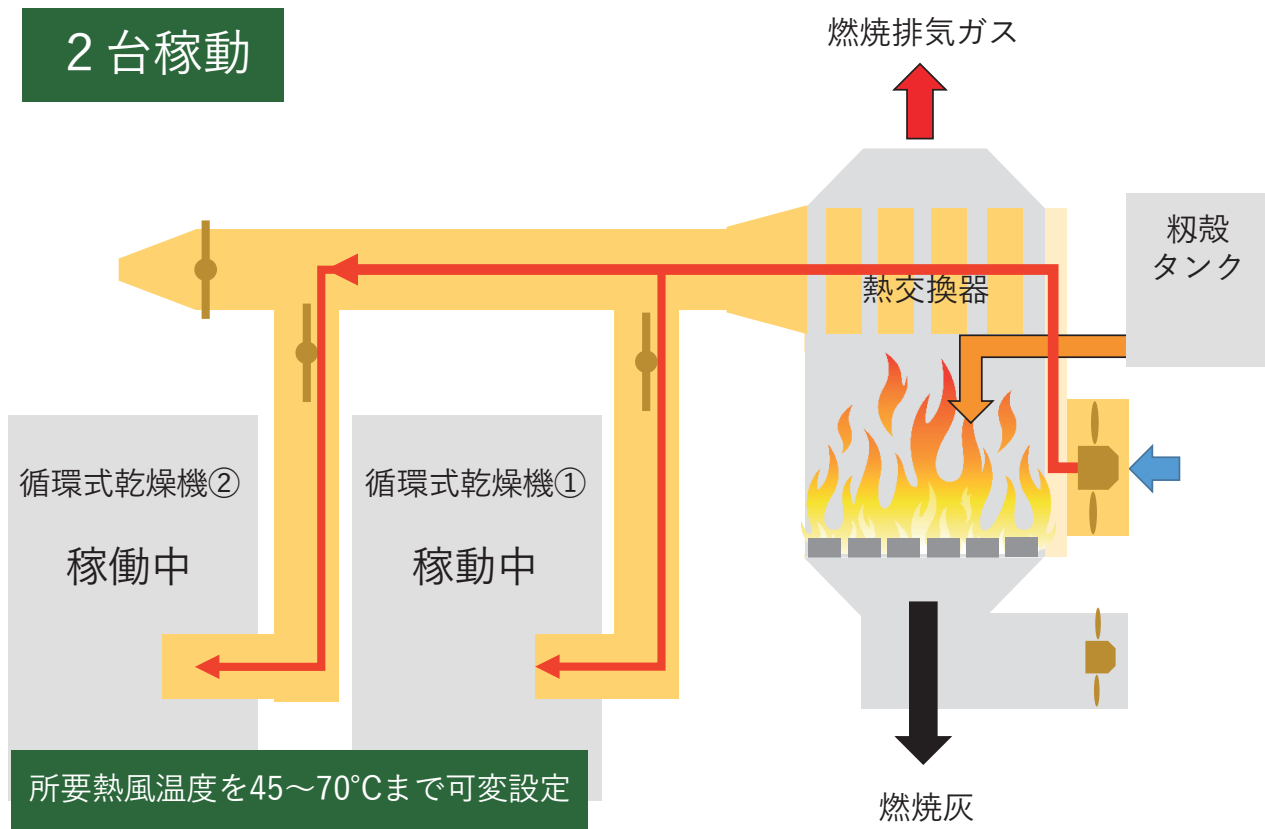 2台稼動
燃焼排気ガス
籾殻
タンク
熱交換器
循環式乾燥機②
稼働中
循環式乾燥機①
稼動中
所要熱風温度を45～70℃まで可変設定
燃焼灰